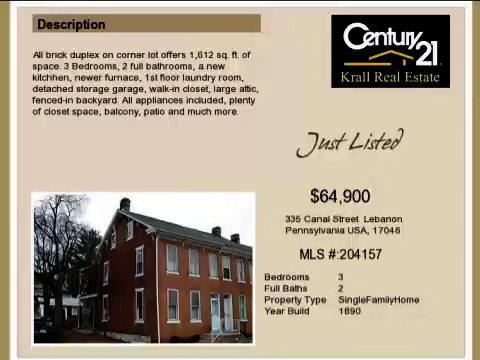 Description
All brick duplex on corner lot offers 1,612 sq. ft. of
space. 3 Bedrooms, 2 full bathrooms, a new
kitchhen, newer furnace, 1st floor laundry room,
detached storage garage, walk-in closet, large attic,
fenced-in backyard. All appliances included, plenty
of closet space, balcony, patio and much more.
Century 21
Krall Real Estate
Just Listed
$64,900
335 Canal Street Lebanon
Pennsylvania USA, 17046
MLS #:204157
Bedrooms 3
Full Baths 2
Property Type SingleFamilyHome
Year Build 1890